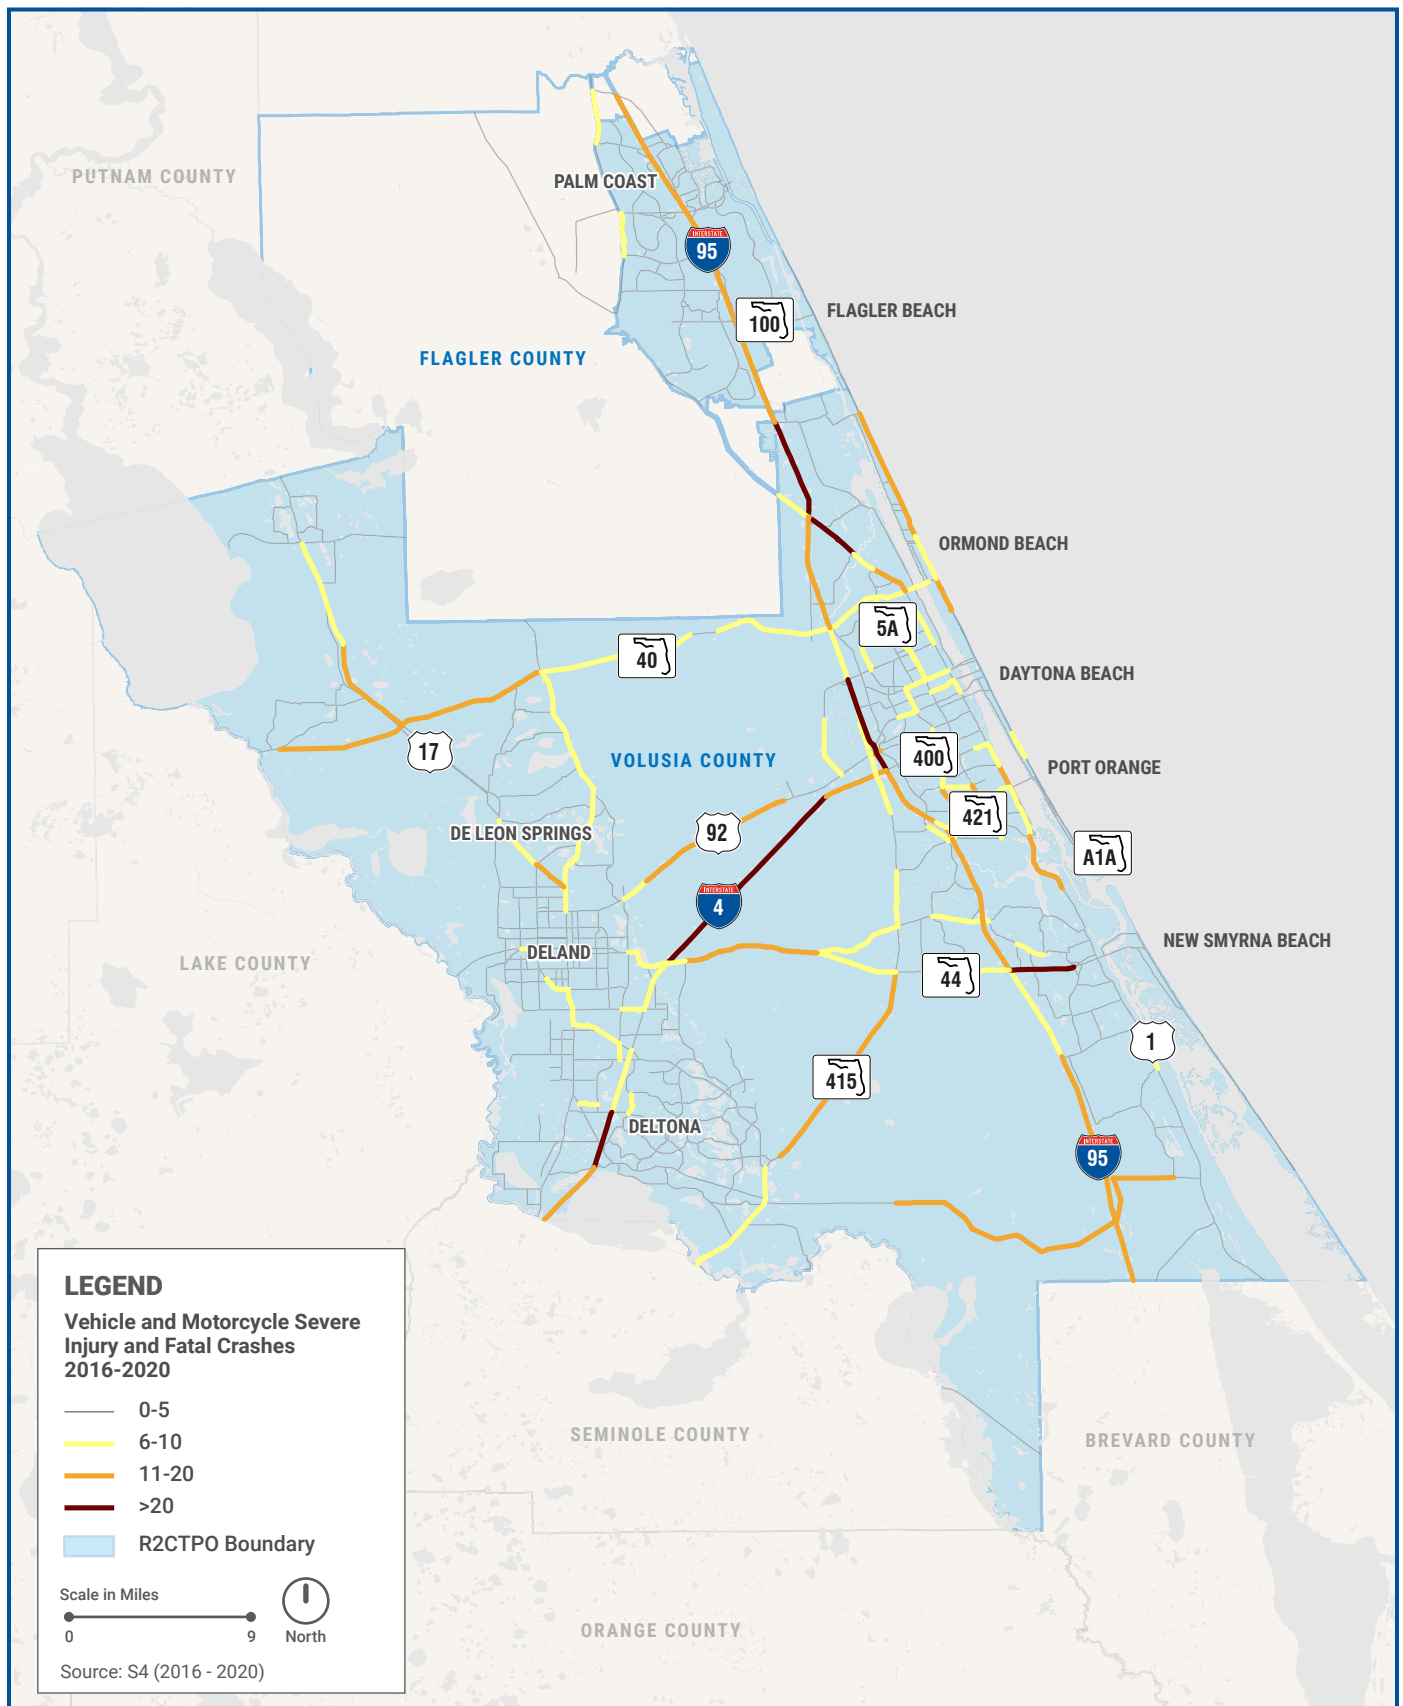 PUTNAM COUNTY
PALM COAST
INTERSTATE
95
100
FLAGLER BEACH
FLAGLER COUNTY
ORMOND BEACH
5A
40
DAYTONA BEACH
17
VOLUSIA COUNTY
400
PORT ORANGE
421
DE LEON SPRINGS
92
A1A
INTERSTATE
4
DELAND
NEW SMYRNA BEACH
LAKE COUNTY
44
1
415
DELTONA
INTERSTATE
95
LEGEND
Vehicle and Motorcycle Severe
Injury and Fatal Crashes
2016-2020
0-5
6-10
11-20
>20
R2CTPO Boundary
Scale in Miles
0 9 North
Source: S4 (2016 - 2020)
SEMINOLE COUNTY
BREVARD COUNTY
ORANGE COUNTY